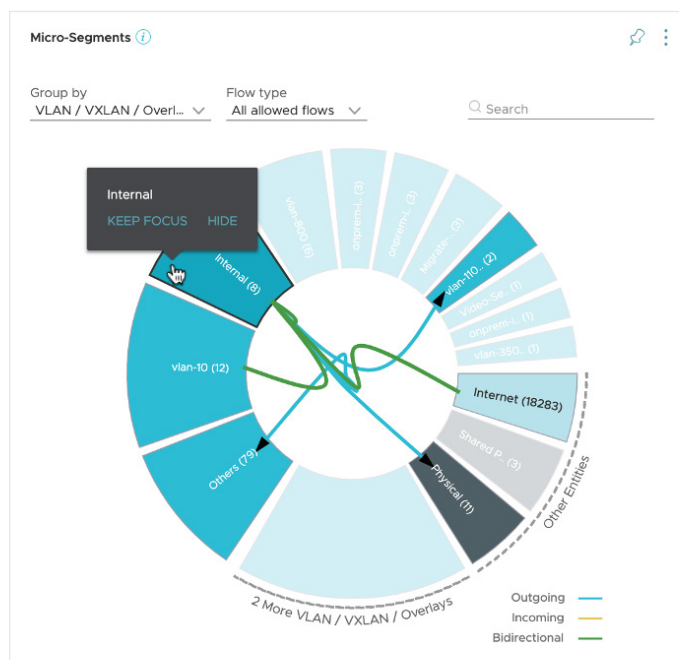 Micro-Segments i
Group by
VLAN / VXLAN / Overl...
Flow type
All allowed flows
Search
Internal
KEEP FOCUS HIDE
vlan-800 (6)
onprem-i.. (3)
onprem-i.. (3)
Migrate-.. (3)
vlan-110.. (2)
Video-Se.. (1)
onprem-i.. (1)
vlan-350.. (1)
Internal (8)
vlan-10 (12)
Others (79)
Internet (18283)
Shared P.. (3)
Physical (11)
Other Entities
2 More VLAN / VXLAN / Overlays
Outgoing
Incoming
Bidirectional